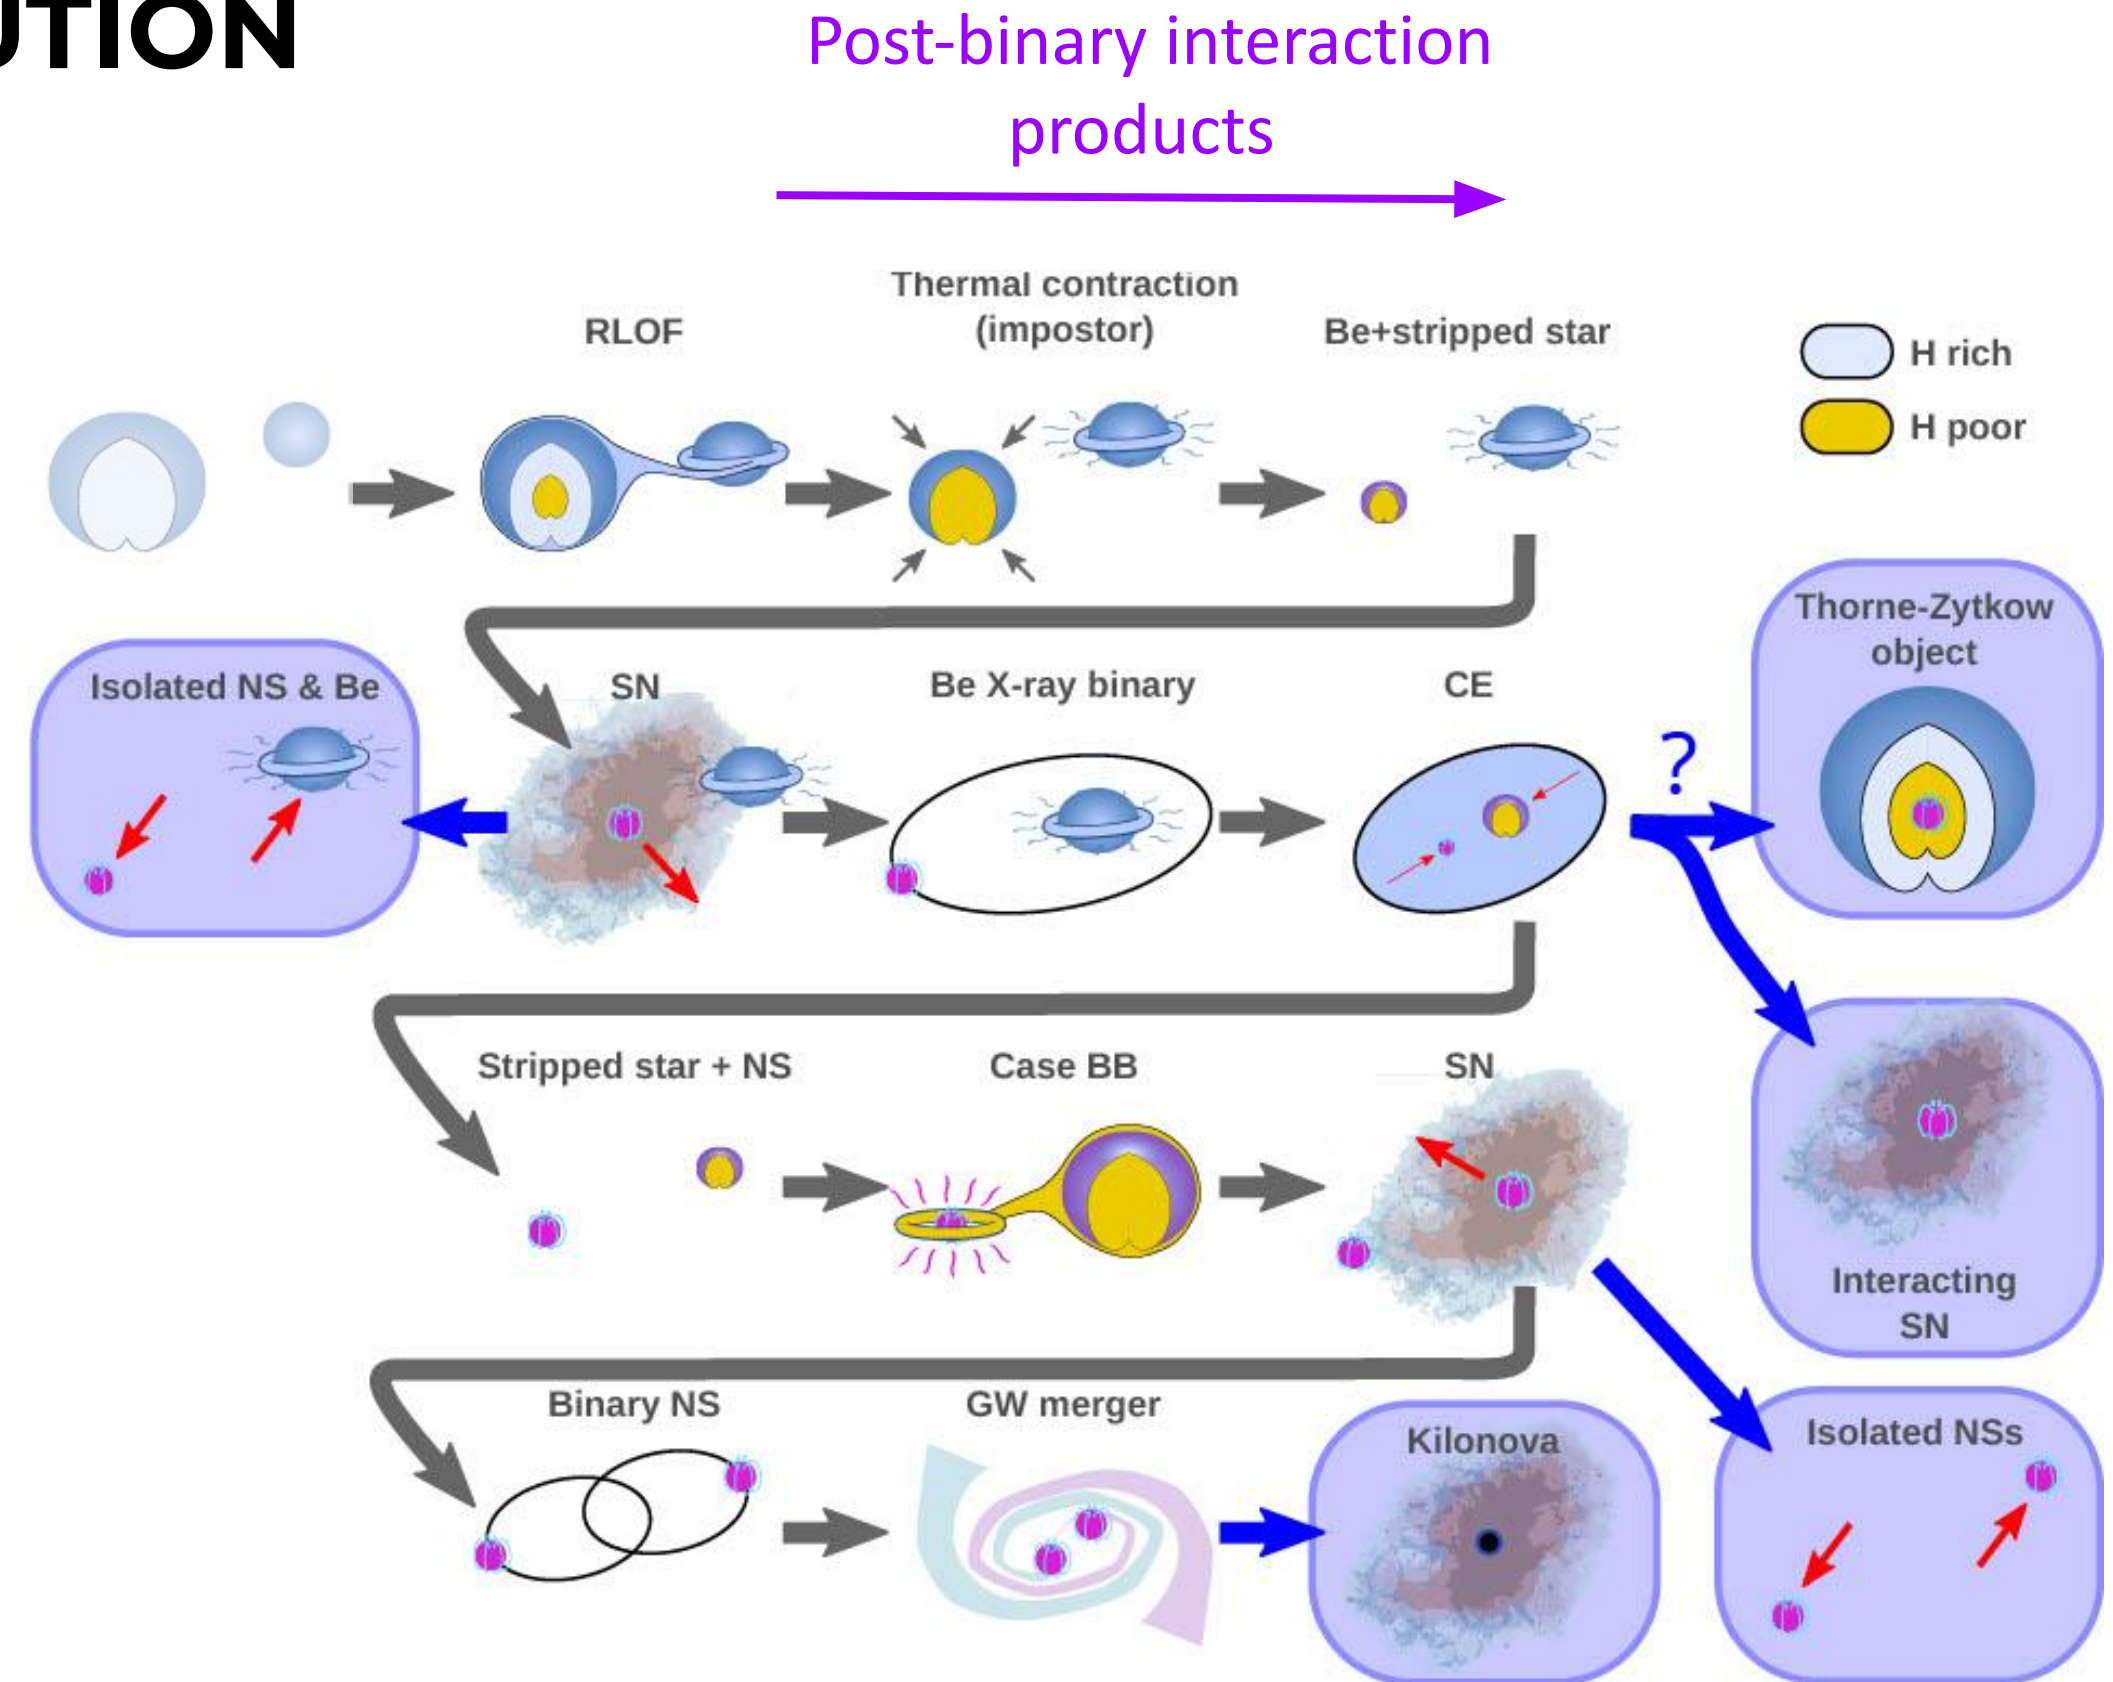 UTION
Post-binary interaction
products
Thermal contraction
(impostor)
RLOF
Be+stripped star
H rich
H poor
Thorne-Zytkow
object
Isolated NS & Be
SN
Be X-ray binary
CE
?
Stripped star + NS
Case BB
SN
Interacting
SN
Binary NS
GW merger
Kilonova
Isolated NSs